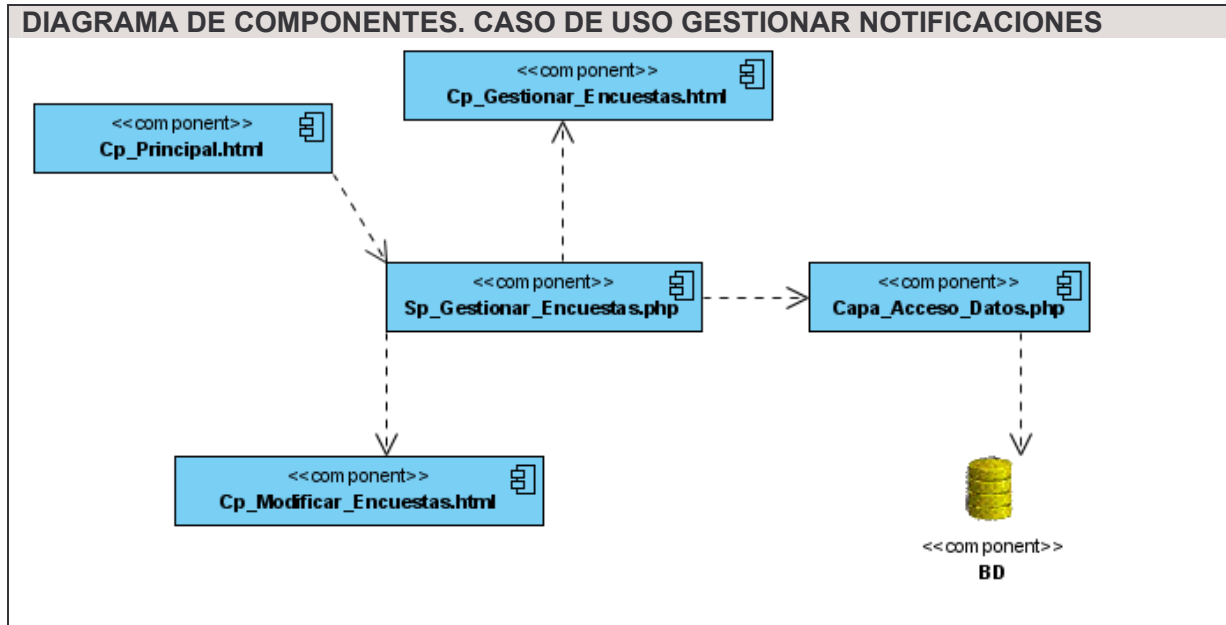 DIAGRAMA DE COMPONENTES. CASO DE USO GESTIONAR NOTIFICACIONES
<<component>>
Cp_Gestionar_Encuestas.html
<<component>>
Cp_Principal.html
<<component>>
Sp_Gestionar_Encuestas.php
<<component>>
Capa_Acceso_Datos.php
<<component>>
Cp_Modificar_Encuestas.html
<<component>>
BD